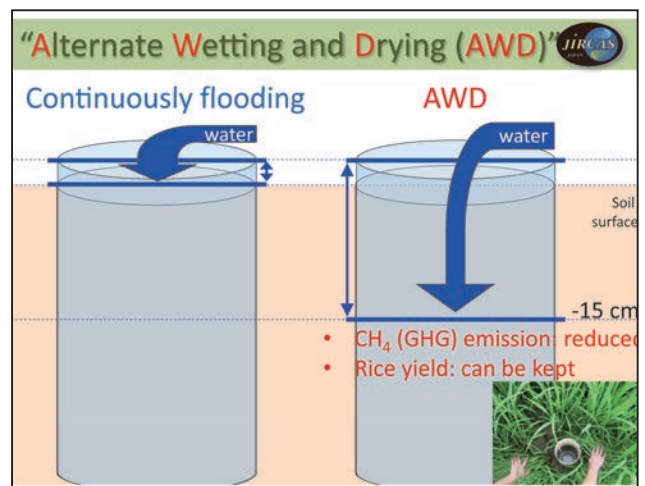 “Alternate Wetting and Drying (AWD)”
JIRCAS
JAPAN
Continuously flooding
AWD
water
water
Soil
surface
-15 cm
• CH₄ (GHG) emission: reduced
• Rice yield: can be kept